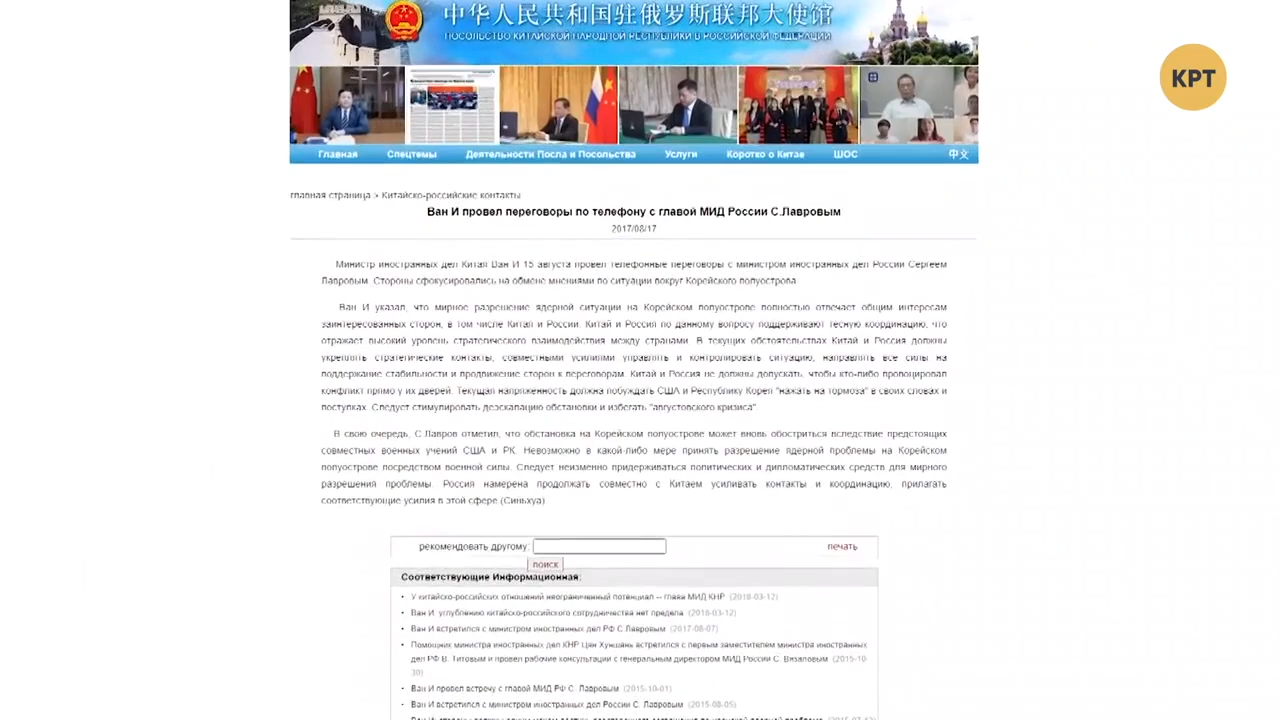 中华人民共和国驻俄罗斯联邦大使馆
ПОСОЛЬСТВО КИТАЙСКОЙ НАРОДНОЙ РЕСПУБЛИКИ В РОССИЙСКОЙ ФЕДЕРАЦИИ
КРТ
Главная Спецтемы Деятельности Посла и Посольства Услуги Коротко о Китае ШОС 中文
главная страница > Китайско-российские контакты
Ван И провел переговоры по телефону с главой МИД России С.Лавровым
2017/08/17
Министр иностранных дел Китая Ван И 15 августа провел телефонные переговоры с министром иностранных дел России Сергеем
Лавровым. Стороны сфокусировались на обмене мнениями по ситуации вокруг Корейского полуострова.
Ван И указал, что мирное разрешение ядерной ситуации на Корейском полуострове полностью отвечает общим интересам
заинтересованных сторон, в том числе Китая и России. Китай и Россия по данному вопросу поддерживают тесную координацию, что
отражает высокий уровень стратегического взаимодействия между странами. В текущих обстоятельствах Китай и Россия должны
укреплять стратегические контакты, совместными усилиями управлять и контролировать ситуацию, направлять все силы на
поддержание стабильности и продвижение сторон к переговорам. Китай и Россия не должны допускать, чтобы кто-либо провоцировал
конфликт прямо у их дверей. Текущая напряженность должна побуждать США и Республику Корея "нажать на тормоза" в своих словах и
поступках. Следует стимулировать деэскалацию обстановки и избегать "августовского кризиса".
В свою очередь, С.Лавров отметил, что обстановка на Корейском полуострове может вновь обостриться вследствие предстоящих
совместных военных учений США и РК. Невозможно в какой-либо мере принять разрешение ядерной проблемы на Корейском
полуострове посредством военной силы. Следует неизменно придерживаться политических и дипломатических средств для мирного
разрешения проблемы. Россия намерена продолжать совместно с Китаем усиливать контакты и координацию, прилагать
соответствующие усилия в этой сфере.(Синьхуа)
рекомендовать другому: печать
поиск
Соответствующие Информационная:
• У китайско-российских отношений неограниченный потенциал -- глава МИД КНР (2018-03-12)
• Ван И: углублению китайско-российского сотрудничества нет предела (2018-03-12)
• Ван И встретился с министром иностранных дел РФ С.Лавровым (2017-08-07)
• Помощник министра иностранных дел КНР Цян Хуншань встретился с первым заместителем министра иностранных
дел РФ В. Титовым и провел рабочие консультации с генеральным директором МИД России С. Вязаловым (2015-10-
30)
• Ван И провел встречу с главой МИД РФ С. Лавровым (2015-10-01)
• Ван И встретился с министром иностранных дел России С. Лавровым (2015-08-05)